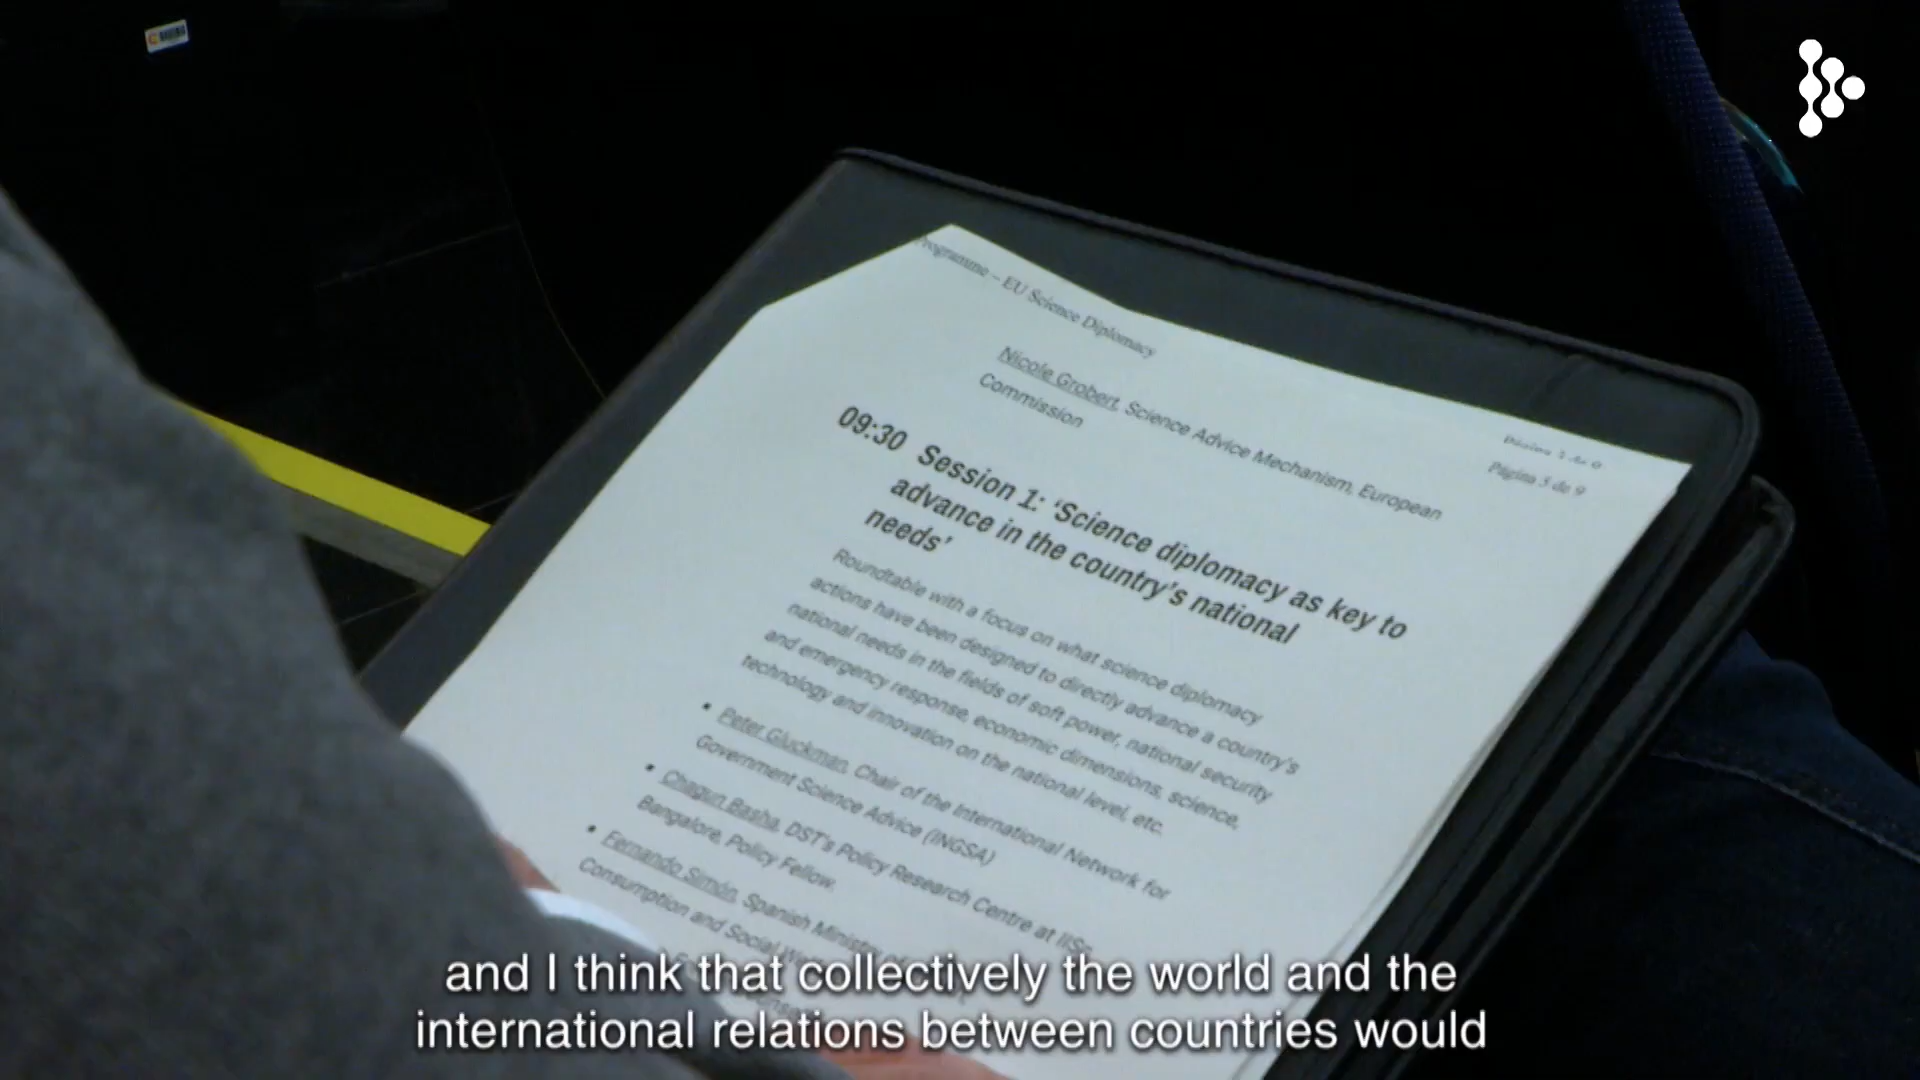 Programme – EU Science Diplomacy
Página 3 de 9
Nicole Grobert, Science Advice Mechanism, European
Commission
09:30 Session 1: ‘Science diplomacy as key to
advance in the country’s national
needs’
Roundtable with a focus on what science diplomacy
actions have been designed to directly advance a country’s
national needs in the fields of soft power, national security
and emergency response, economic dimensions, science,
technology and innovation on the national level, etc.
• Peter Gluckman, Chair of the International Network for
Government Science Advice (INGSA)
• Chagun Basha, DST’s Policy Research Centre at IISc
Bangalore, Policy Fellow.
• Fernando Simón, Spanish Ministry
Consumption and Social
and I think that collectively the world and the
international relations between countries would